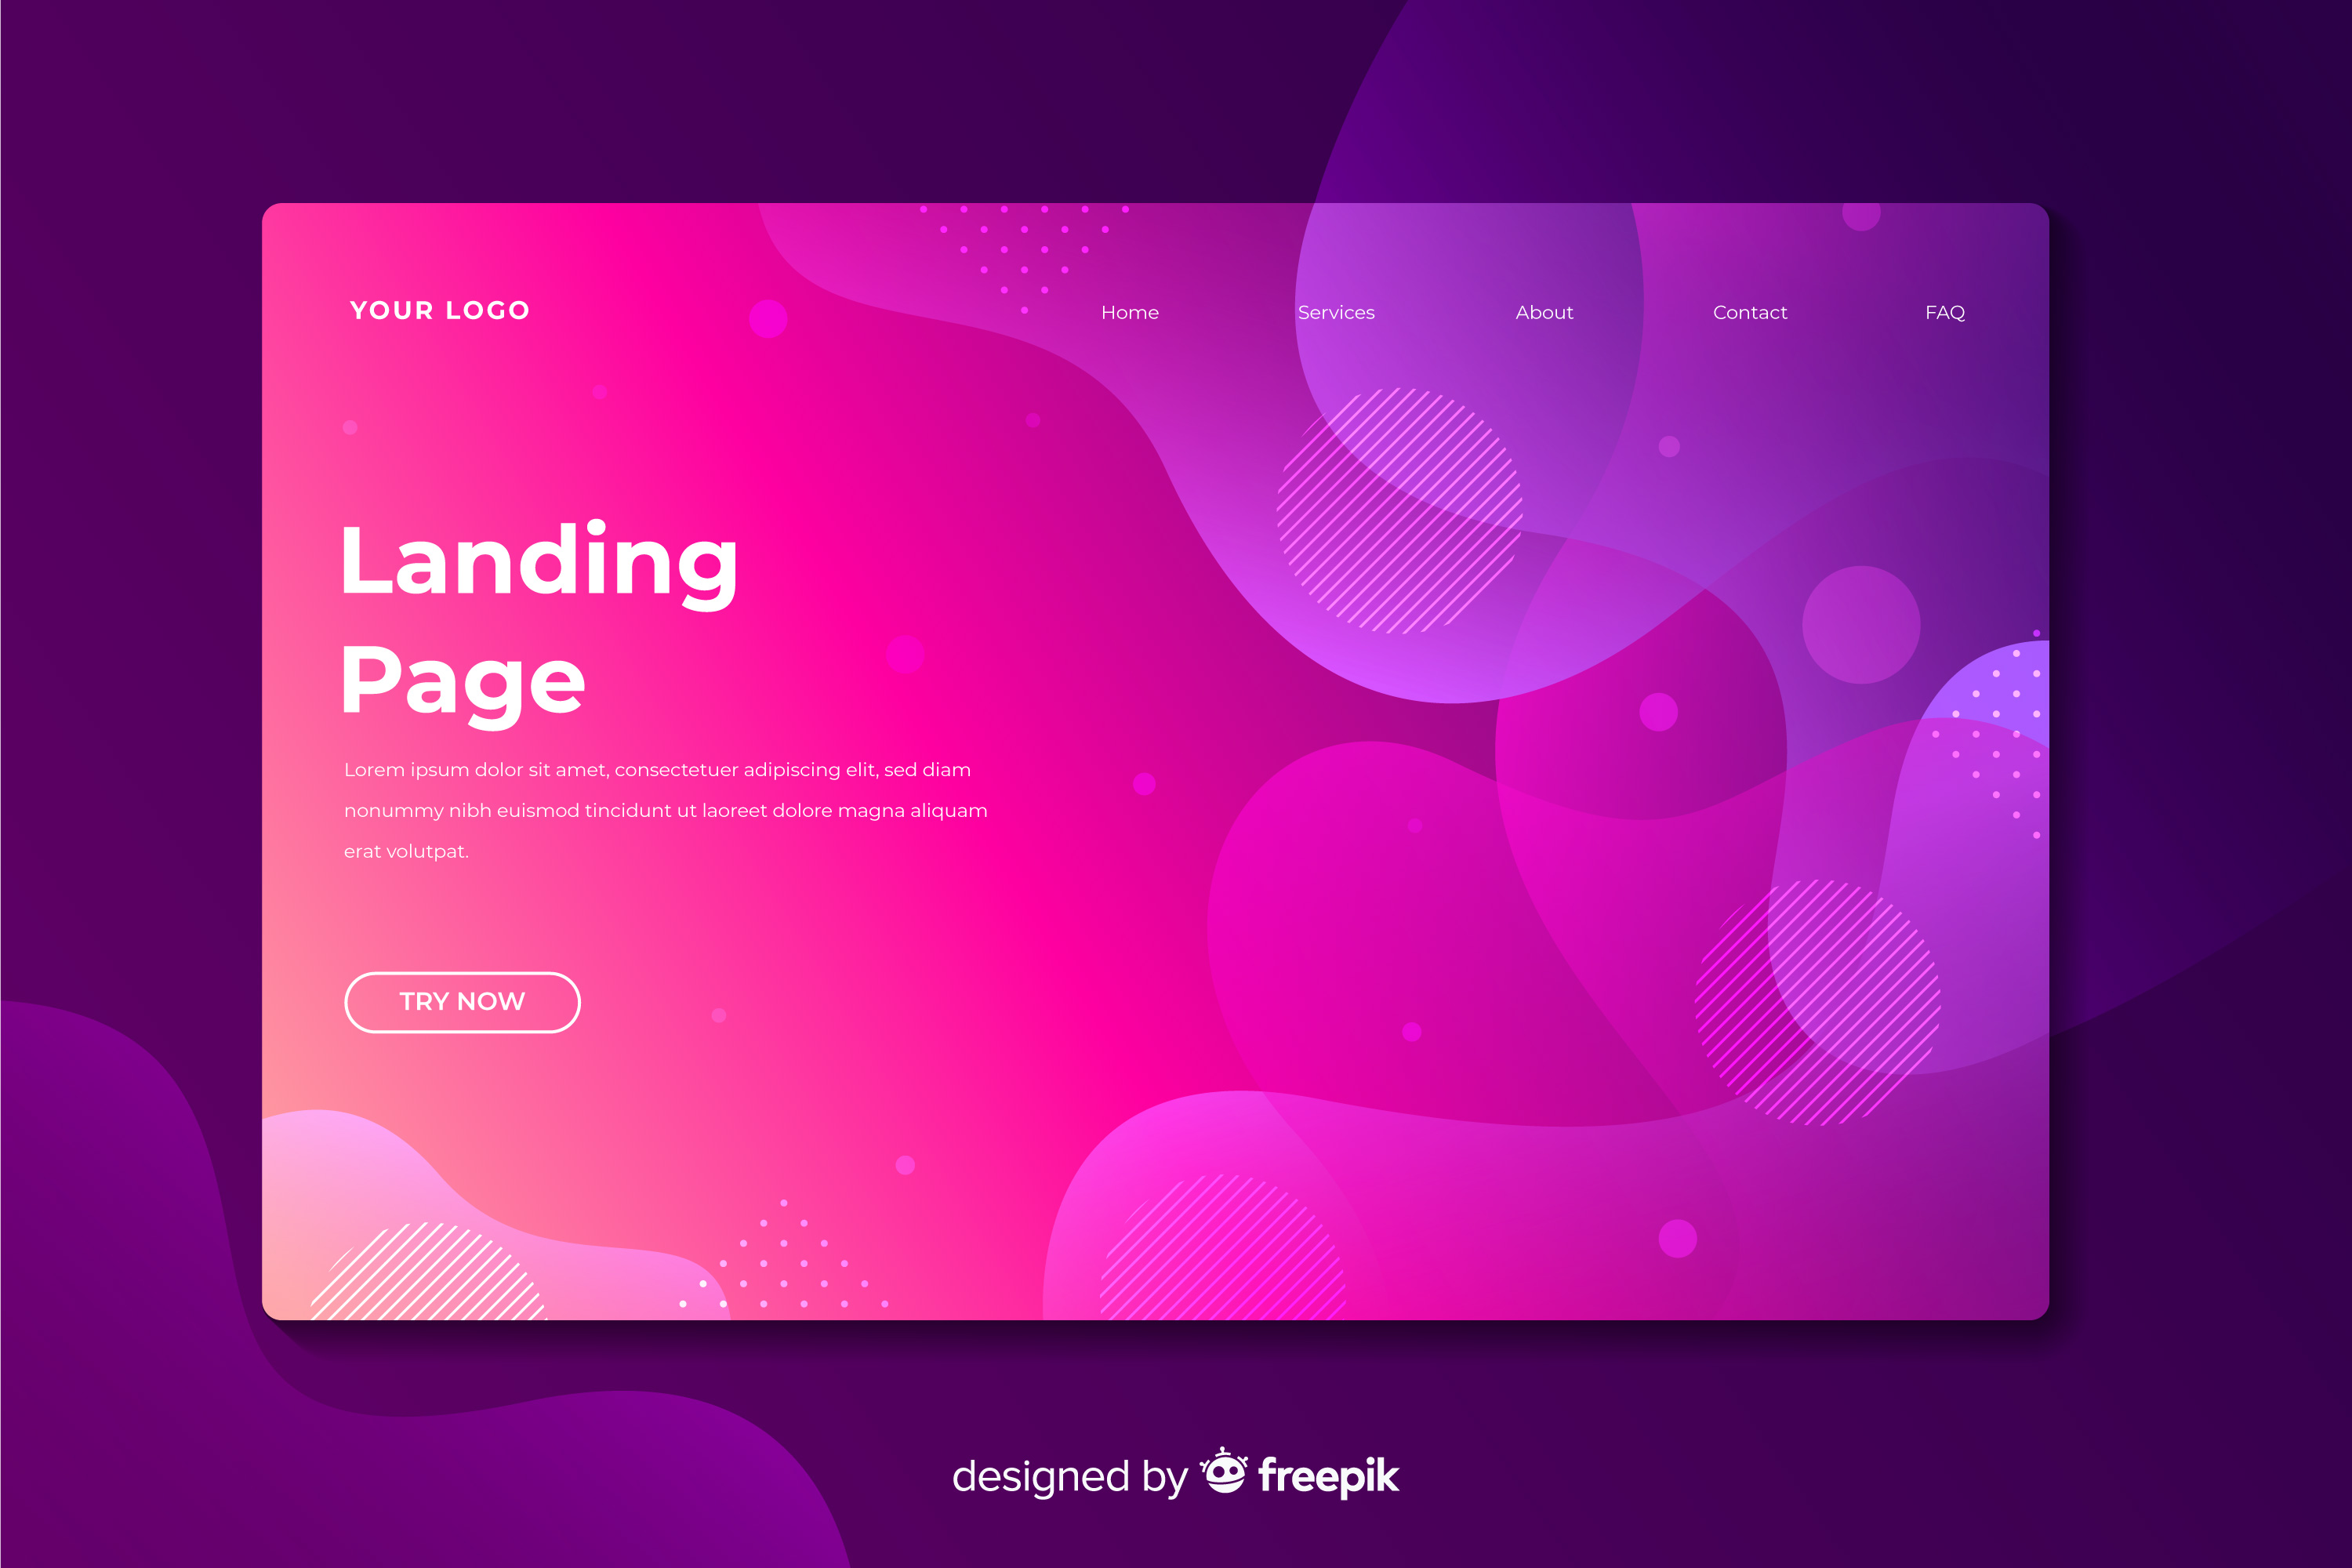 YOUR LOGO
Home Services About Contact FAQ
Landing
Page
Lorem ipsum dolor sit amet, consectetuer adipiscing elit, sed diam
nonummy nibh euismod tincidunt ut laoreet dolore magna aliquam
erat volutpat.
TRY NOW
designed by freepik